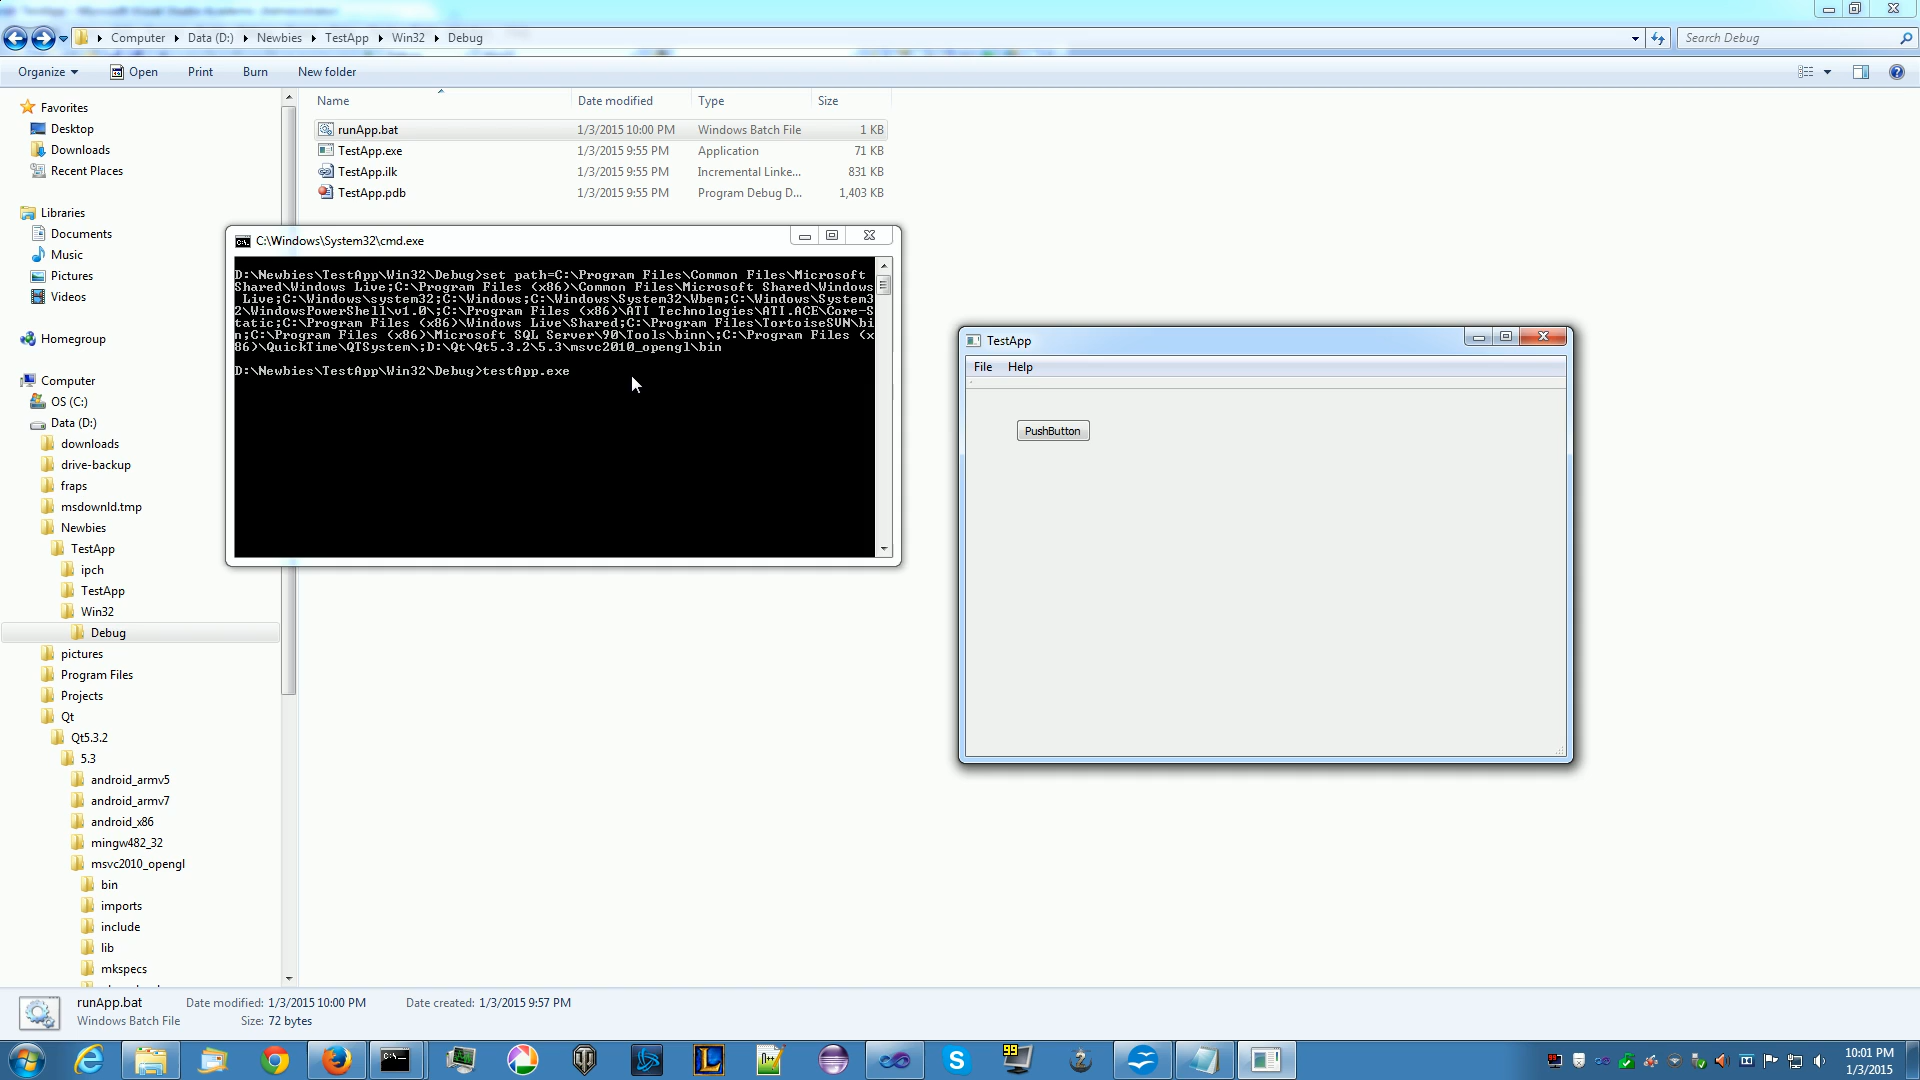 Computer Data (D:) Newbies TestApp Win32 Debug
Search Debug
Organize Open Print Burn New folder
Favorites
Desktop
Downloads
Recent Places
Libraries
Documents
Music
Pictures
Videos
Homegroup
Computer
OS (C:)
Data (D:)
downloads
drive-backup
fraps
msdownld.tmp
Newbies
TestApp
ipch
TestApp
Win32
Debug
pictures
Program Files
Projects
Qt
Qt5.3.2
5.3
android_armv5
android_armv7
android_x86
mingw482_32
msvc2010_opengl
bin
imports
include
lib
mkspecs
Name Date modified Type Size
runApp.bat 1/3/2015 10:00 PM Windows Batch File 1 KB
TestApp.exe 1/3/2015 9:55 PM Application 71 KB
TestApp.ilk 1/3/2015 9:55 PM Incremental Linke... 831 KB
TestApp.pdb 1/3/2015 9:55 PM Program Debug D... 1,403 KB
C:\Windows\System32\cmd.exe
D:\Newbies\TestApp\Win32\Debug>set path=C:\Program Files\Common Files\Microsoft
Shared\Windows Live;C:\Program Files (x86)\Common Files\Microsoft Shared\Windows
Live;C:\Windows\system32;C:\Windows;C:\Windows\System32\Wbem;C:\Windows\System3
2\WindowsPowerShell\v1.0\;C:\Program Files (x86)\ATI Technologies\ATI.ACE\Core-S
tatic;C:\Program Files (x86)\Windows Live\Shared;C:\Program Files\TortoiseSVN\bi
n;C:\Program Files (x86)\Microsoft SQL Server\90\Tools\binn\;C:\Program Files (x
86)\QuickTime\QTSystem\;D:\Qt\Qt5.3.2\5.3\msvc2010_opengl\bin
D:\Newbies\TestApp\Win32\Debug>testApp.exe
TestApp
File Help
PushButton
runApp.bat Date modified: 1/3/2015 10:00 PM Date created: 1/3/2015 9:57 PM
Windows Batch File Size: 72 bytes
99
10:01 PM
1/3/2015